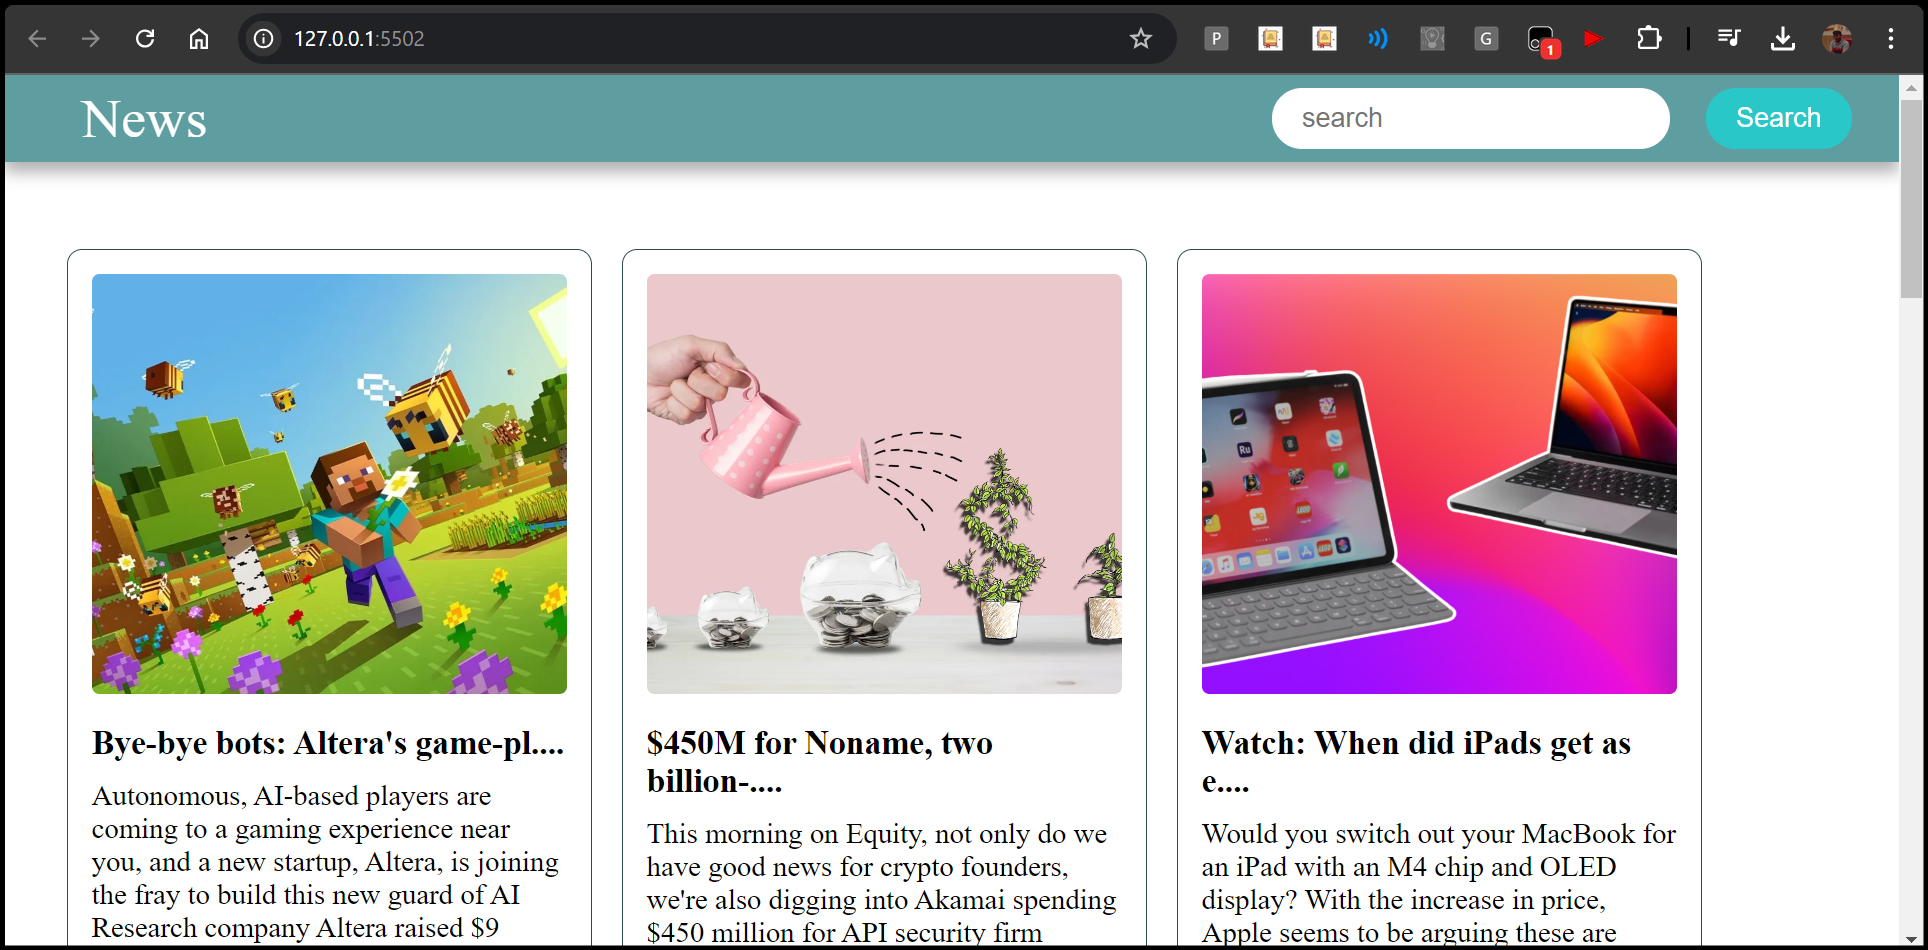 127.0.0.1:5502
P
G
1
News
search
Search
Ru
Bye-bye bots: Altera's game-pl....
Autonomous, AI-based players are
coming to a gaming experience near
you, and a new startup, Altera, is joining
the fray to build this new guard of AI
Research company Altera raised $9
$450M for Noname, two
billion-....
This morning on Equity, not only do we
have good news for crypto founders,
we're also digging into Akamai spending
$450 million for API security firm
Watch: When did iPads get as
e....
Would you switch out your MacBook for
an iPad with an M4 chip and OLED
display? With the increase in price,
Apple seems to be arguing these are